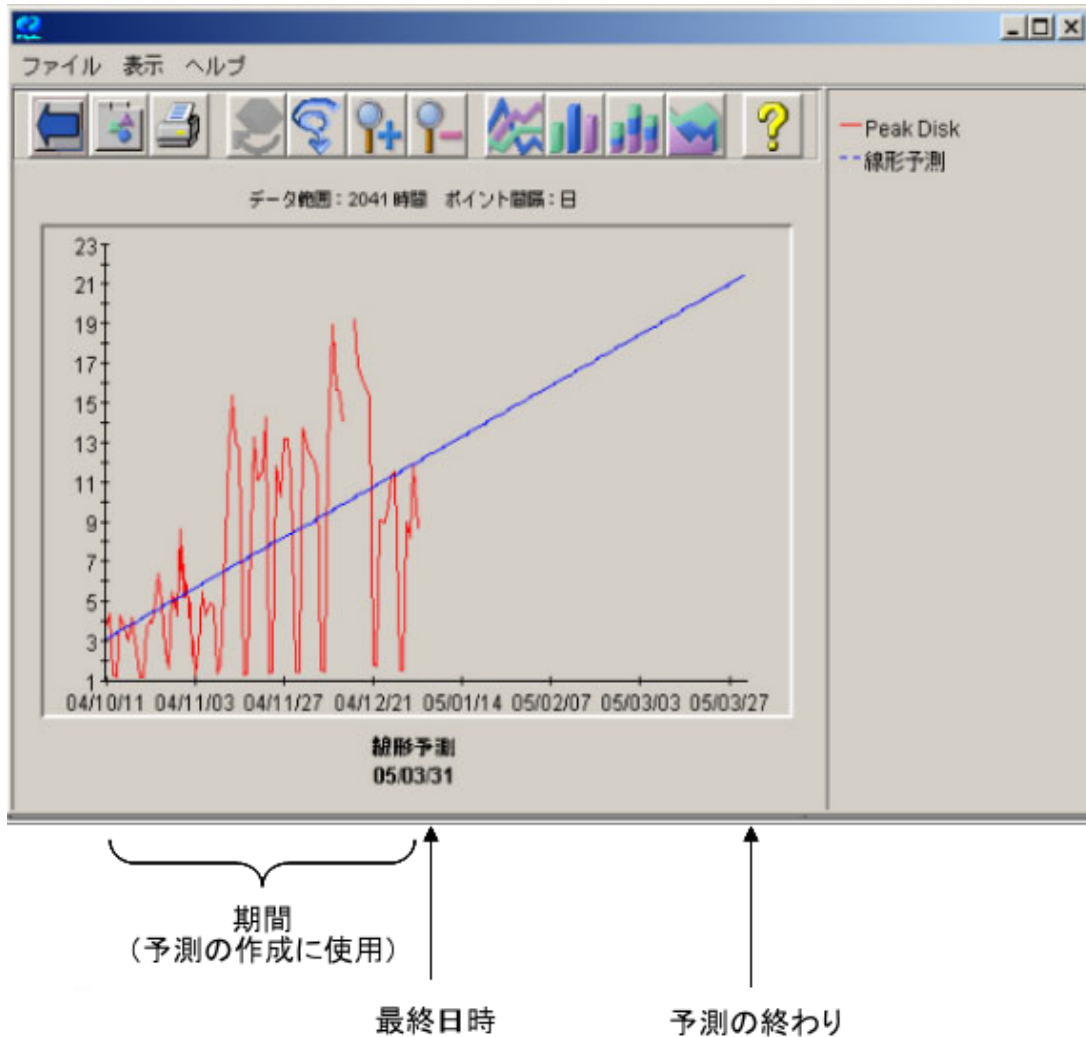 ファイル 表示 ヘルプ
Peak Disk
線形予測
データ範囲：2041 時間 ポイント間隔：日
23
21
19
17
15
13
11
9
7
5
3
1
04/10/11 04/11/03 04/11/27 04/12/21 05/01/14 05/02/07 05/03/03 05/03/27
線形予測
05/03/31
期間
（予測の作成に使用）
最終日時 予測の終わり